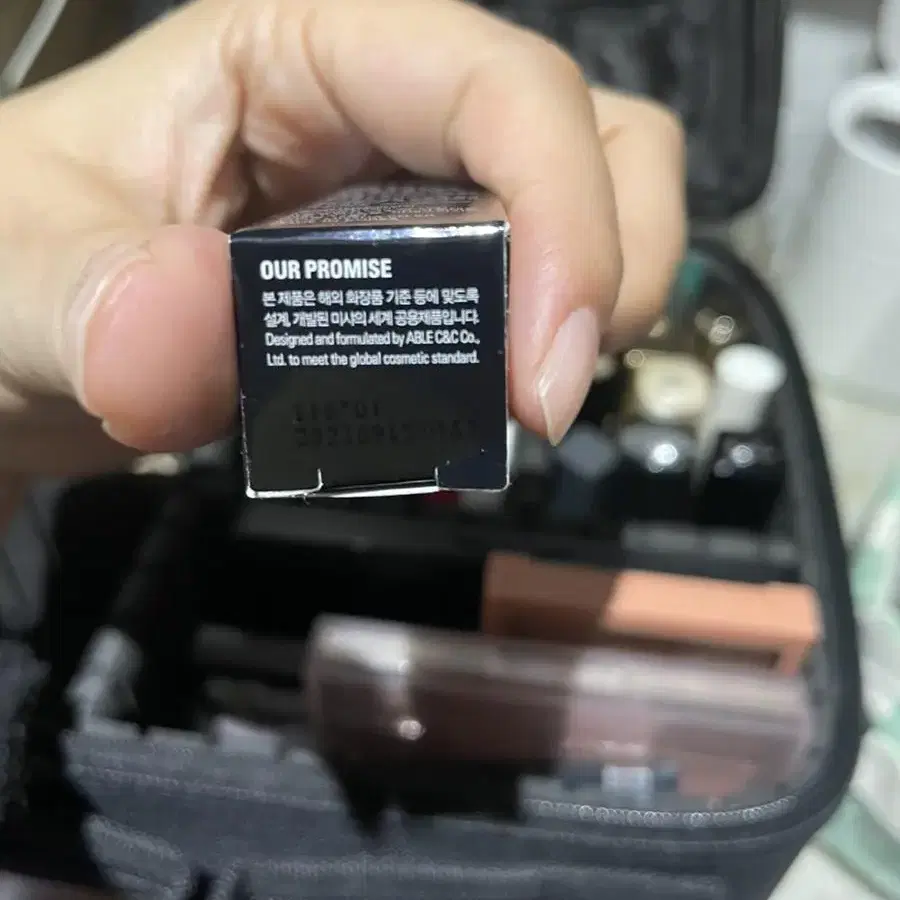 OUR PROMISE
본 제품은 해외 화장품 기준 등에 맞도록
설계, 개발된 미샤의 세계 공용제품입니다.
Designed and formulated by ABLE C&C Co.,
Ltd. to meet the global cosmetic standard.